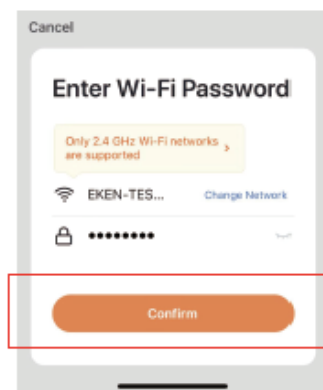 Cancel
Enter Wi-Fi Password
Only 2.4 GHz Wi-Fi networks
are supported
EKEN-TES...
Change Network
••••••••
Confirm